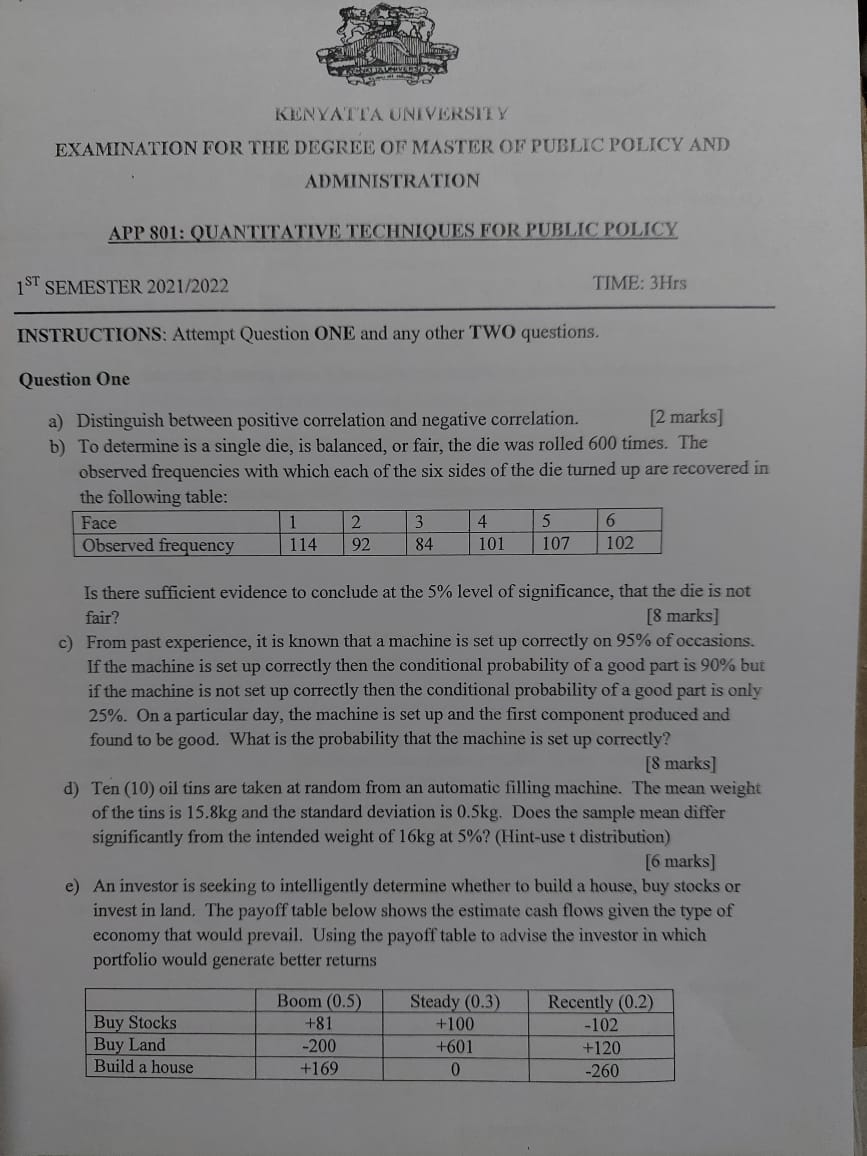 KENYATTA UNIVERSITY
EXAMINATION FOR THE DEGREE OF MASTER OF PUBLIC POLICY AND
ADMINISTRATION
APP 801: QUANTITATIVE TECHNIQUES FOR PUBLIC POLICY
1ST SEMESTER 2021/2022 TIME: 3Hrs
INSTRUCTIONS: Attempt Question ONE and any other TWO questions.
Question One
a) Distinguish between positive correlation and negative correlation. [2 marks]
b) To determine is a single die, is balanced, or fair, the die was rolled 600 times. The
observed frequencies with which each of the six sides of the die turned up are recovered in
the following table:
Face 1 2 3 4 5 6
Observed frequency 114 92 84 101 107 102
Is there sufficient evidence to conclude at the 5% level of significance, that the die is not
fair? [8 marks]
c) From past experience, it is known that a machine is set up correctly on 95% of occasions.
If the machine is set up correctly then the conditional probability of a good part is 90% but
if the machine is not set up correctly then the conditional probability of a good part is only
25%. On a particular day, the machine is set up and the first component produced and
found to be good. What is the probability that the machine is set up correctly?
[8 marks]
d) Ten (10) oil tins are taken at random from an automatic filling machine. The mean weight
of the tins is 15.8kg and the standard deviation is 0.5kg. Does the sample mean differ
significantly from the intended weight of 16kg at 5%? (Hint-use t distribution)
[6 marks]
e) An investor is seeking to intelligently determine whether to build a house, buy stocks or
invest in land. The payoff table below shows the estimate cash flows given the type of
economy that would prevail. Using the payoff table to advise the investor in which
portfolio would generate better returns
Boom (0.5) Steady (0.3) Recently (0.2)
Buy Stocks +81 +100 -102
Buy Land -200 +601 +120
Build a house +169 0 -260